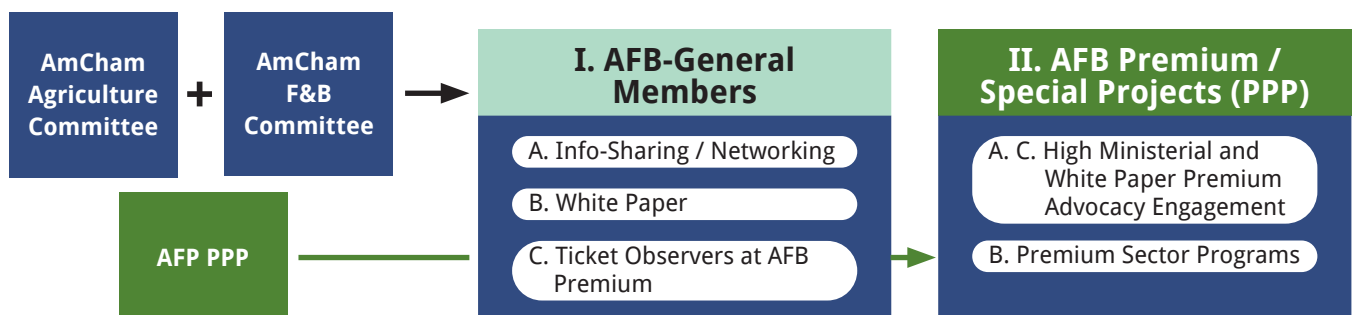 AmCham
Agriculture
Committee
+
AmCham
F&B
Committee
AFP PPP
I. AFB-General
Members
A. Info-Sharing / Networking
B. White Paper
C. Ticket Observers at AFB
Premium
II. AFB Premium /
Special Projects (PPP)
A. C. High Ministerial and
White Paper Premium
Advocacy Engagement
B. Premium Sector Programs